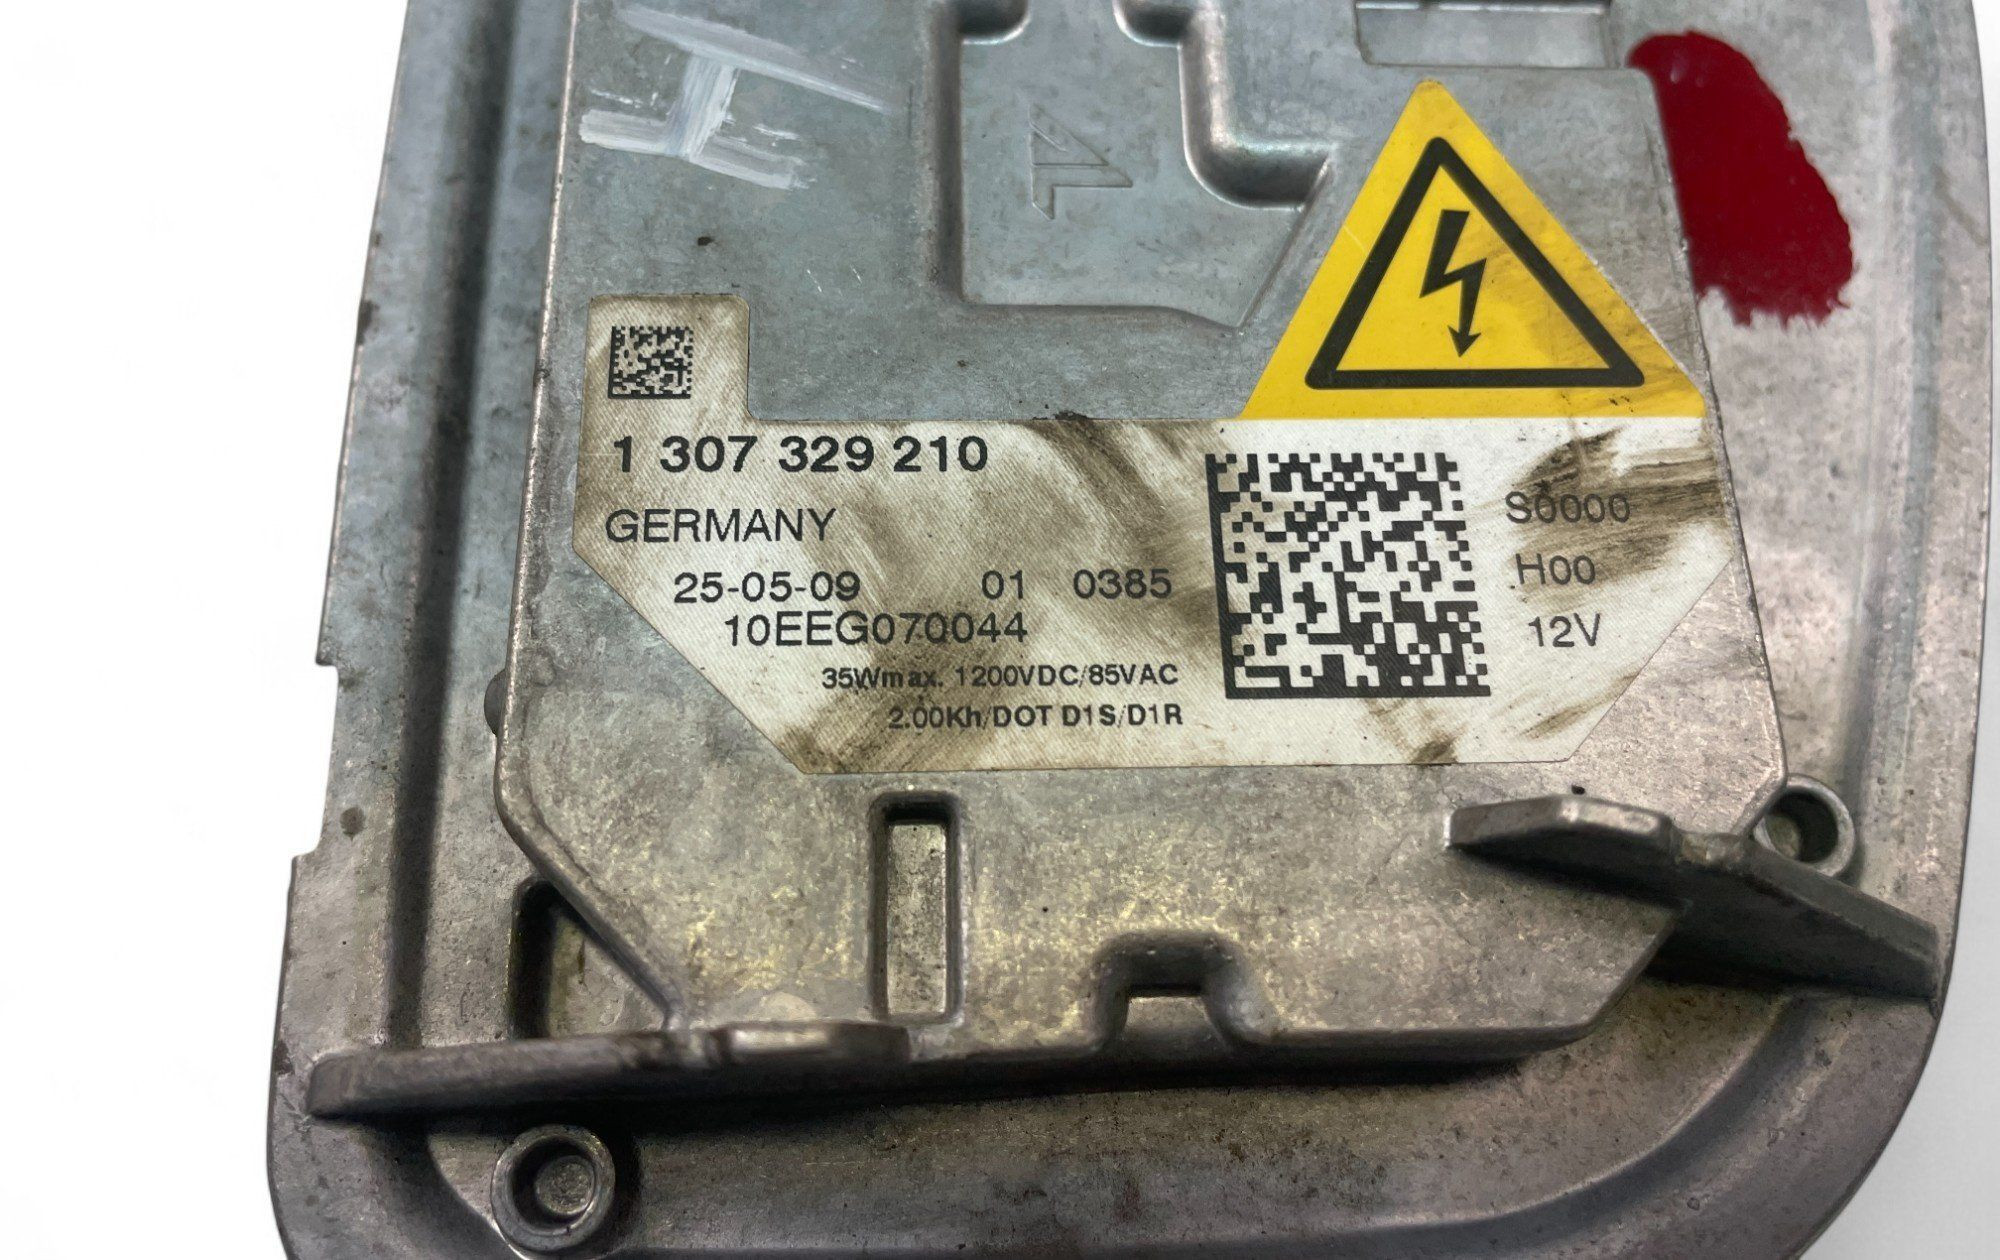 H
AL
1 307 329 210
GERMANY
25-05-09 01 0385
10EEG070044
35Wmax. 1200VDC/85VAC
2.00Kh/DOT D1S/D1R
S0000
H00
12V